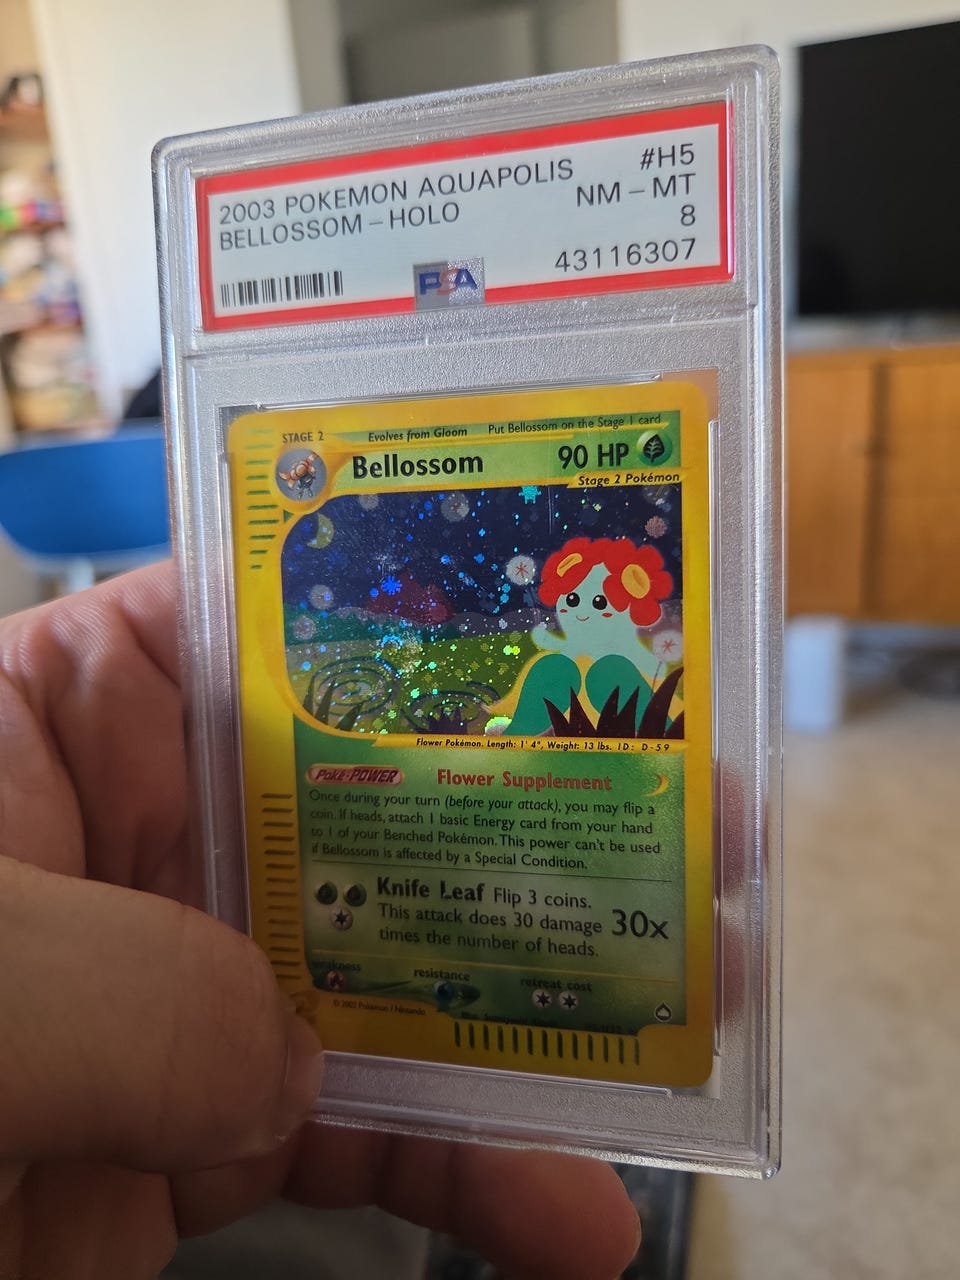 2003 POKEMON AQUAPOLIS #H5
BELLOSSOM - HOLO NM - MT
8
PSA 43116307
STAGE 2 Evolves from Gloom Put Bellossom on the Stage 1 card
Bellossom 90 HP
Stage 2 Pokémon
Flower Pokémon. Length: 1' 4", Weight: 13 lbs. ID: D-59
Poké-POWER Flower Supplement
Once during your turn (before your attack), you may flip a
coin. If heads, attach 1 basic Energy card from your hand
to 1 of your Benched Pokémon. This power can't be used
if Bellossom is affected by a Special Condition.
Knife Leaf Flip 3 coins.
This attack does 30 damage 30x
times the number of heads.
weakness resistance retreat cost
© 2002 Pokémon / Nintendo